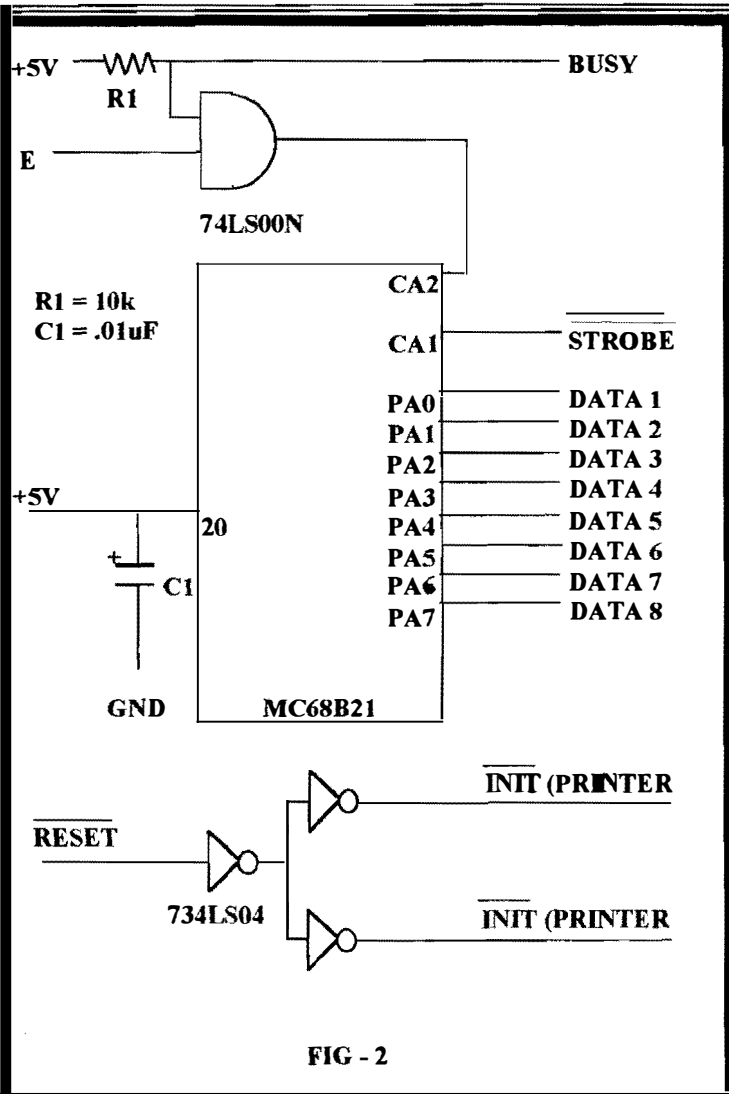 +5V
BUSY
R1
E
74LS00N
R1 = 10k
C1 = .01uF
CA2
CA1
STROBE
PA0
DATA 1
PA1
DATA 2
PA2
DATA 3
PA3
DATA 4
PA4
DATA 5
PA5
DATA 6
PA6
DATA 7
PA7
DATA 8
+5V
20
+
C1
GND
MC68B21
INIT (PRINTER
RESET
734LS04
INIT (PRINTER
FIG - 2